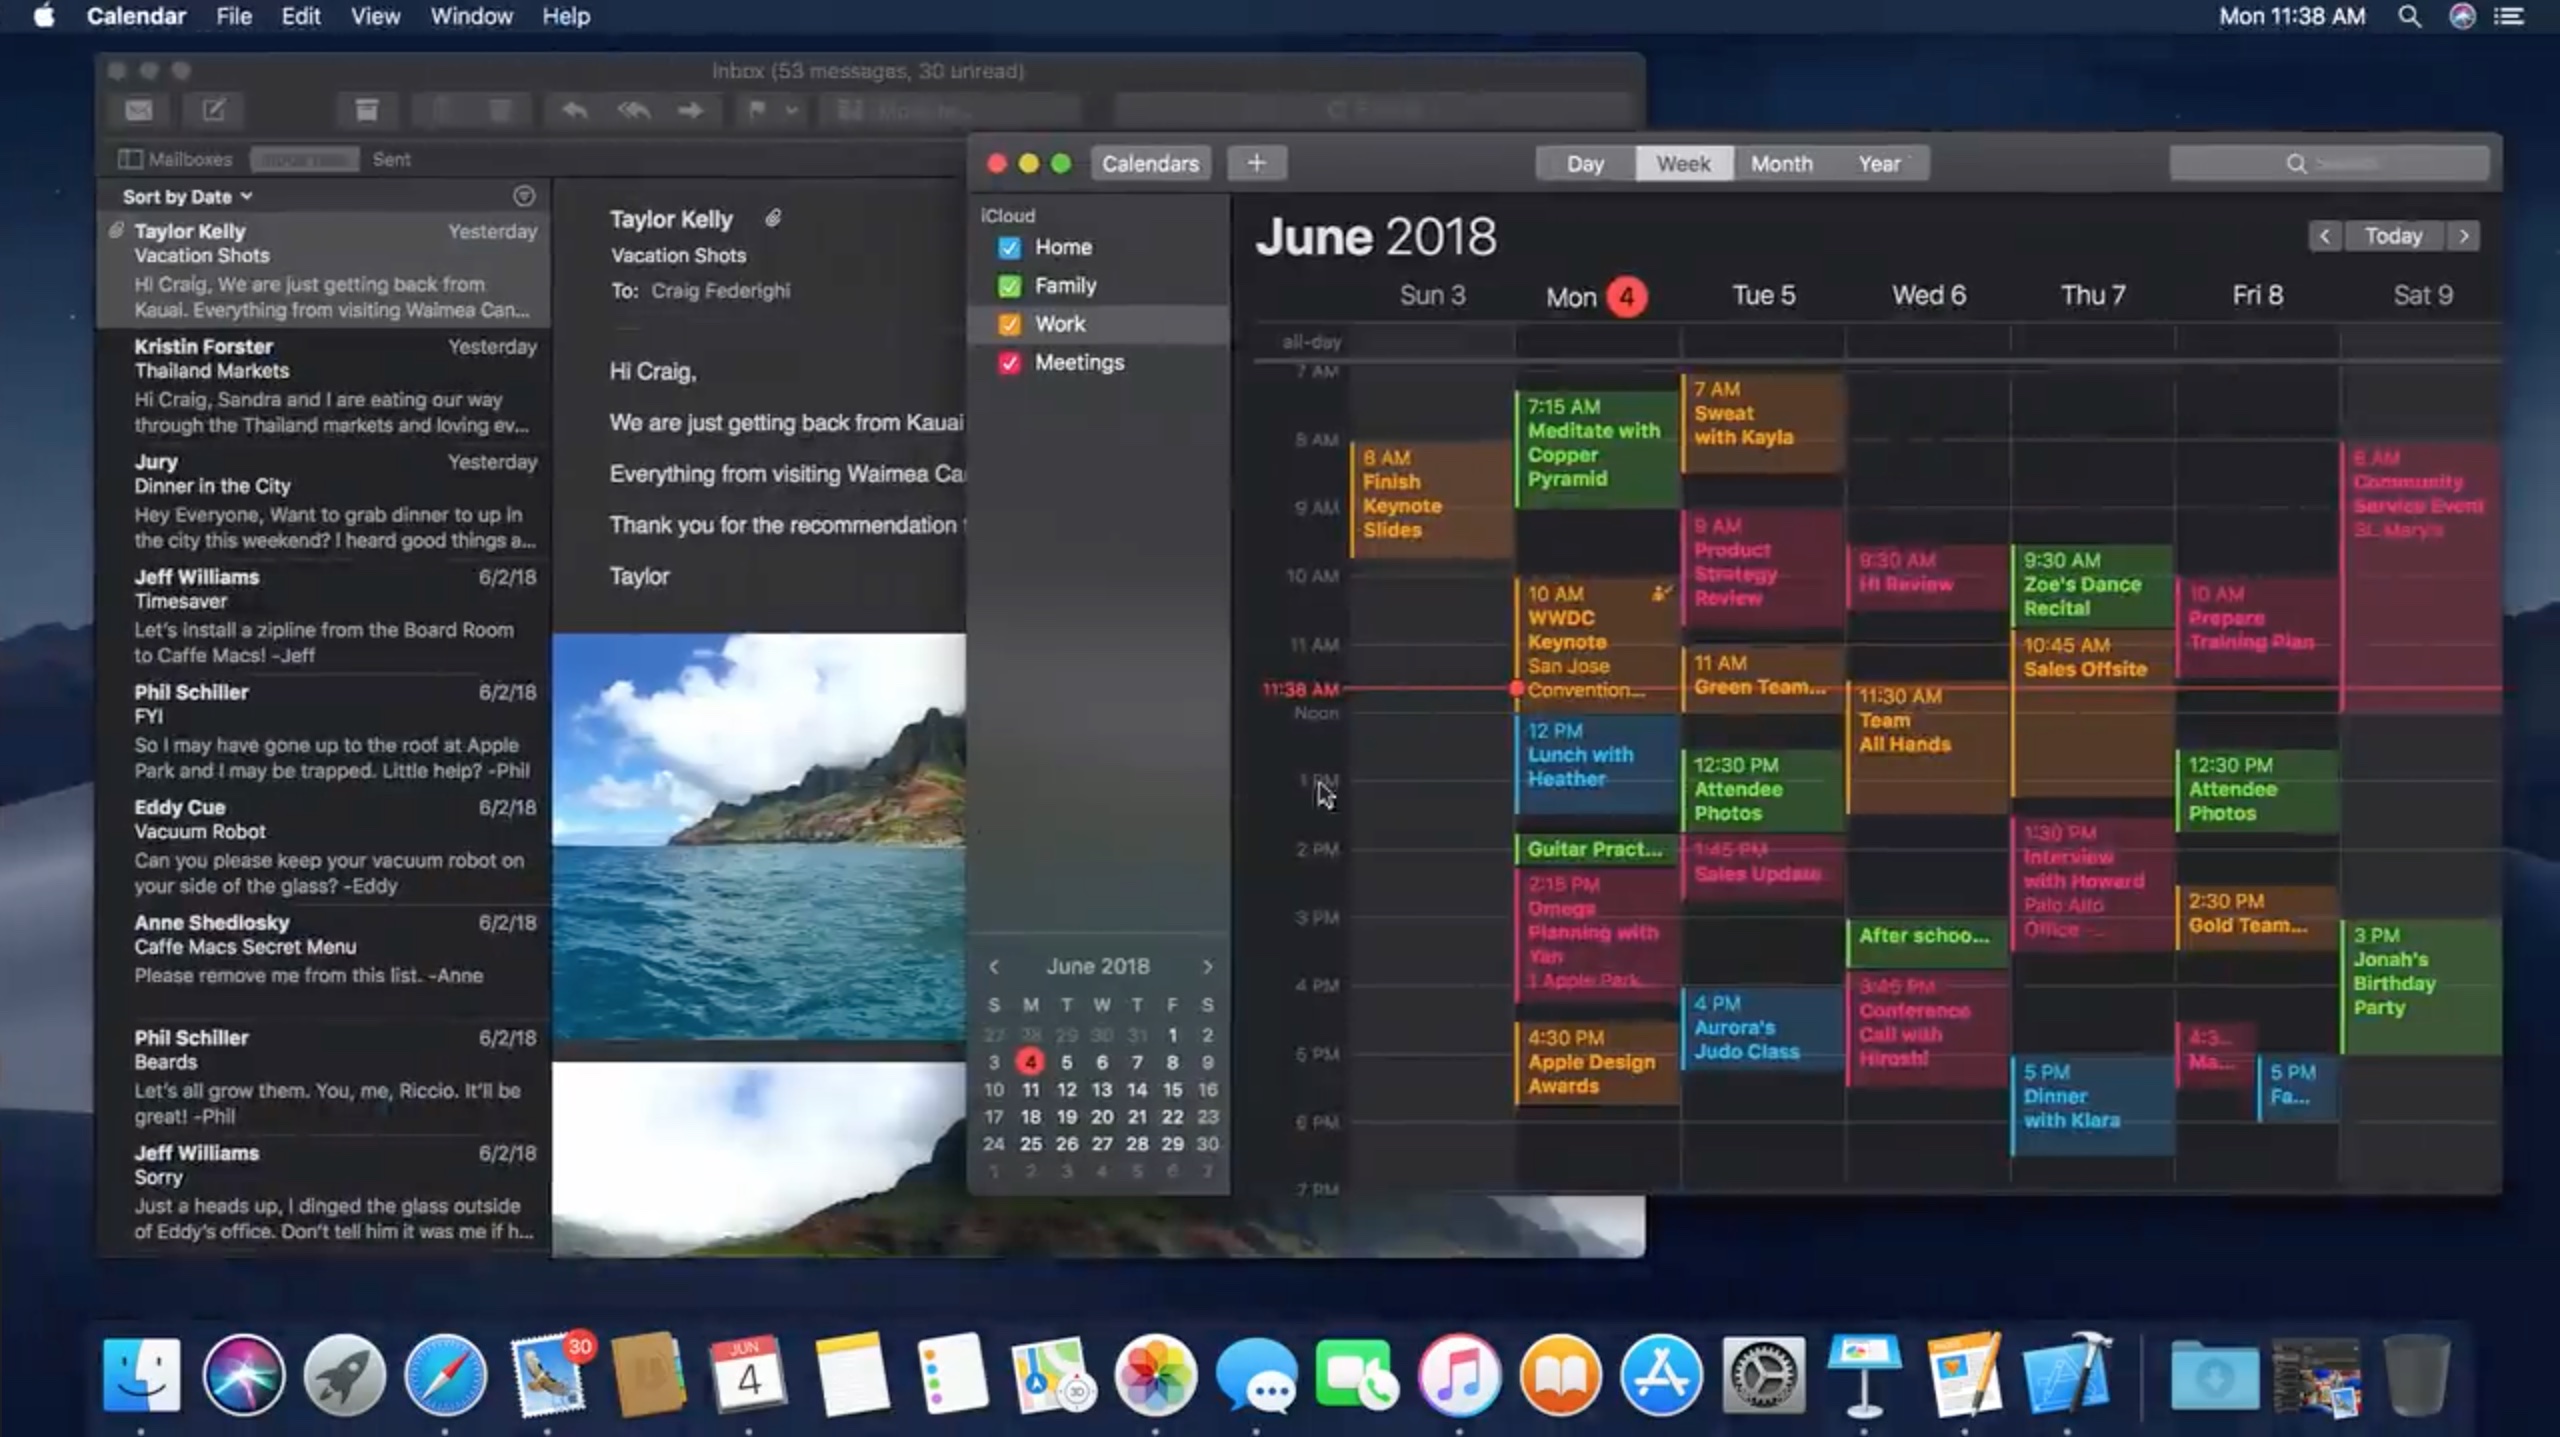 Calendar File Edit View Window Help
Mon 11:38 AM
Inbox (53 messages, 30 unread)
Mailboxes
Sent
Sort by Date
Taylor Kelly Yesterday
Vacation Shots
Hi Craig, We are just getting back from
Kauai. Everything from visiting Waimea Can...
Kristin Forster Yesterday
Thailand Markets
Hi Craig, Sandra and I are eating our way
through the Thailand markets and loving ev...
Jury Yesterday
Dinner in the City
Hey Everyone, Want to grab dinner to up in
the city this weekend? I heard good things a...
Jeff Williams 6/2/18
Timesaver
Let's install a zipline from the Board Room
to Caffe Macs! -Jeff
Phil Schiller 6/2/18
FYI
So I may have gone up to the roof at Apple
Park and I may be trapped. Little help? -Phil
Eddy Cue 6/2/18
Vacuum Robot
Can you please keep your vacuum robot on
your side of the glass? -Eddy
Anne Shedlosky 6/2/18
Caffe Macs Secret Menu
Please remove me from this list. -Anne
Phil Schiller 6/2/18
Beards
Let's all grow them. You, me, Riccio. It'll be
great! -Phil
Jeff Williams 6/2/18
Sorry
Just a heads up, I dinged the glass outside
of Eddy's office. Don't tell him it was me if h...
Taylor Kelly
Vacation Shots
To: Craig Federighi
Hi Craig,
We are just getting back from Kauai
Everything from visiting Waimea Ca
Thank you for the recommendation
Taylor
Calendars +
Day Week Month Year
Search
iCloud
Home
Family
Work
Meetings
June 2018
S M T W T F S
27 28 29 30 31 1 2
3 4 5 6 7 8 9
10 11 12 13 14 15 16
17 18 19 20 21 22 23
24 25 26 27 28 29 30
1 2 3 4 5 6 7
June 2018
Today
Sun 3 Mon 4 Tue 5 Wed 6 Thu 7 Fri 8 Sat 9
all-day
7 AM
8 AM
9 AM
10 AM
11 AM
11:38 AM
Noon
1 PM
2 PM
3 PM
4 PM
5 PM
6 PM
7 PM
8 AM
Finish
Keynote
Slides
7:15 AM
Meditate with
Copper
Pyramid
10 AM
WWDC
Keynote
San Jose
Convention...
12 PM
Lunch with
Heather
Guitar Pract...
2:15 PM
Omega
Planning with
Yan
1 Apple Park...
4:30 PM
Apple Design
Awards
7 AM
Sweat
with Kayla
9 AM
Product
Strategy
Review
11 AM
Green Team...
12:30 PM
Attendee
Photos
1:45 PM
Sales Update
4 PM
Aurora's
Judo Class
9:30 AM
HI Review
11:30 AM
Team
All Hands
After schoo...
3:45 PM
Conference
Call with
Hiroshi
9:30 AM
Zoe's Dance
Recital
10:45 AM
Sales Offsite
1:30 PM
Interview
with Howard
Palo Alto
Office -...
5 PM
Dinner
with Klara
10 AM
Prepare
Training Plan
12:30 PM
Attendee
Photos
2:30 PM
Gold Team...
4:3...
Ma...
5 PM
Fa...
8 AM
Community
Service Event
St. Mary's
3 PM
Jonah's
Birthday
Party
30
JUN
4
3D